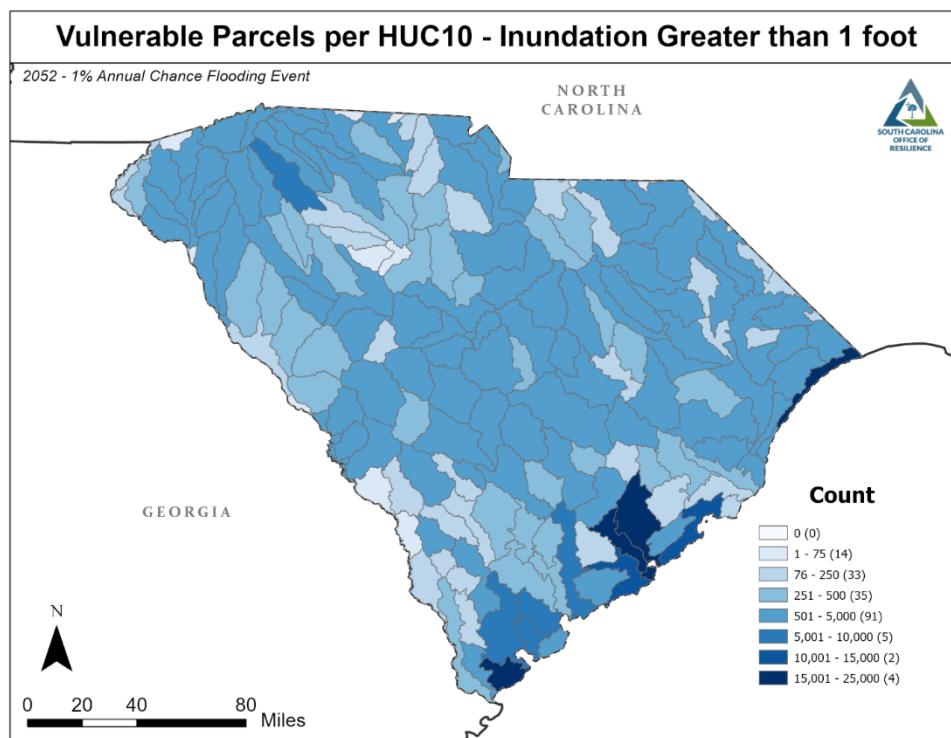 Vulnerable Parcels per HUC10 - Inundation Greater than 1 foot
2052 - 1% Annual Chance Flooding Event
NORTH
CAROLINA
SOUTH CAROLINA
OFFICE OF
RESILIENCE
GEORGIA
Count
0 (0)
1 - 75 (14)
76 - 250 (33)
251 - 500 (35)
501 - 5,000 (91)
5,001 - 10,000 (5)
10,001 - 15,000 (2)
15,001 - 25,000 (4)
N
0 20 40 80
Miles